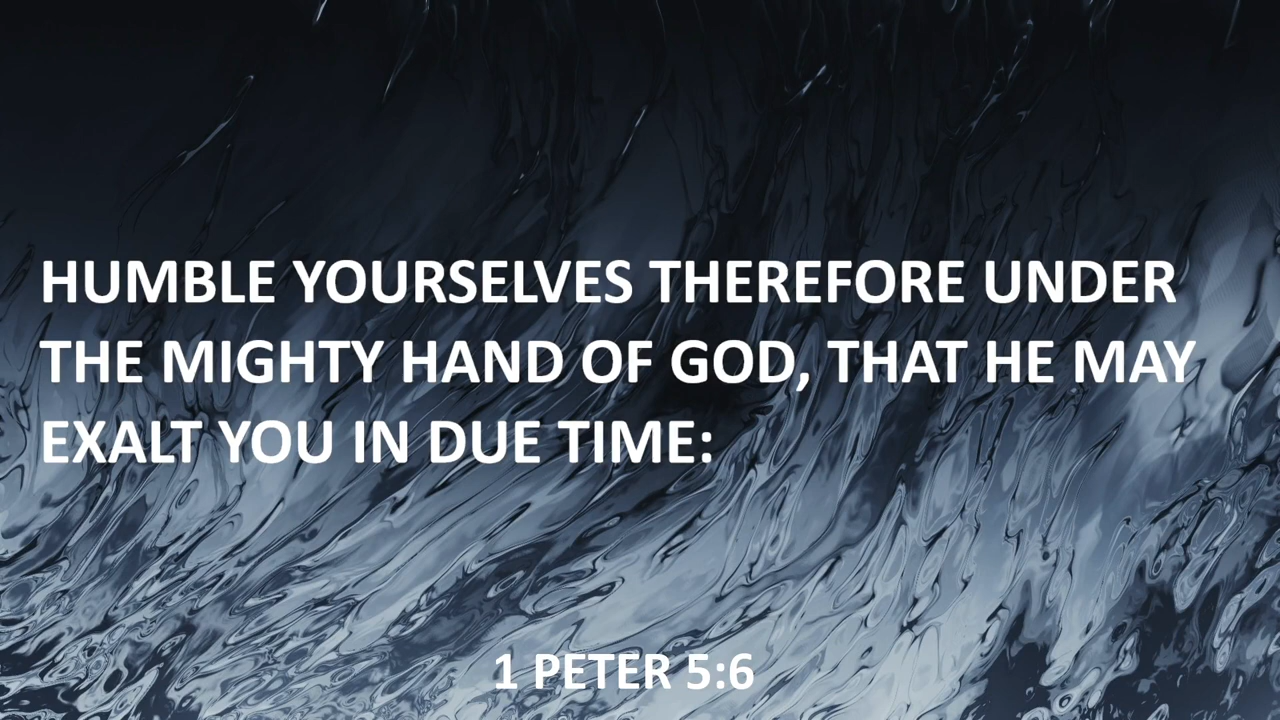 HUMBLE YOURSELVES THEREFORE UNDER
THE MIGHTY HAND OF GOD, THAT HE MAY
EXALT YOU IN DUE TIME:
1 PETER 5:6